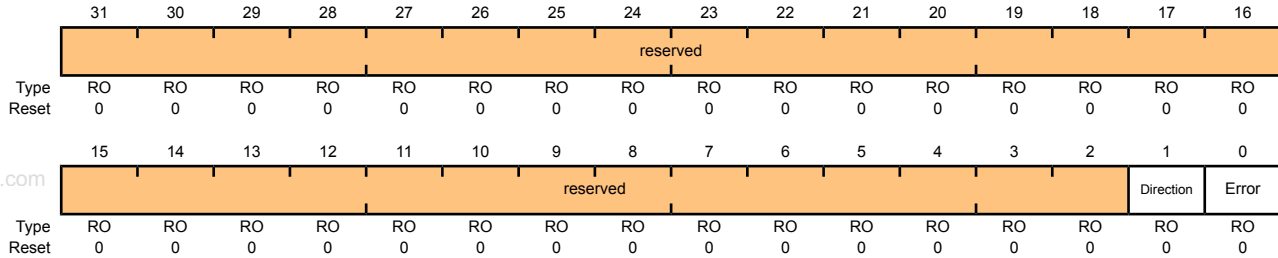 31 30 29 28 27 26 25 24 23 22 21 20 19 18 17 16
reserved
Type RO RO RO RO RO RO RO RO RO RO RO RO RO RO RO RO
Reset 0 0 0 0 0 0 0 0 0 0 0 0 0 0 0 0
15 14 13 12 11 10 9 8 7 6 5 4 3 2 1 0
.com reserved Direction Error
Type RO RO RO RO RO RO RO RO RO RO RO RO RO RO RO RO
Reset 0 0 0 0 0 0 0 0 0 0 0 0 0 0 0 0